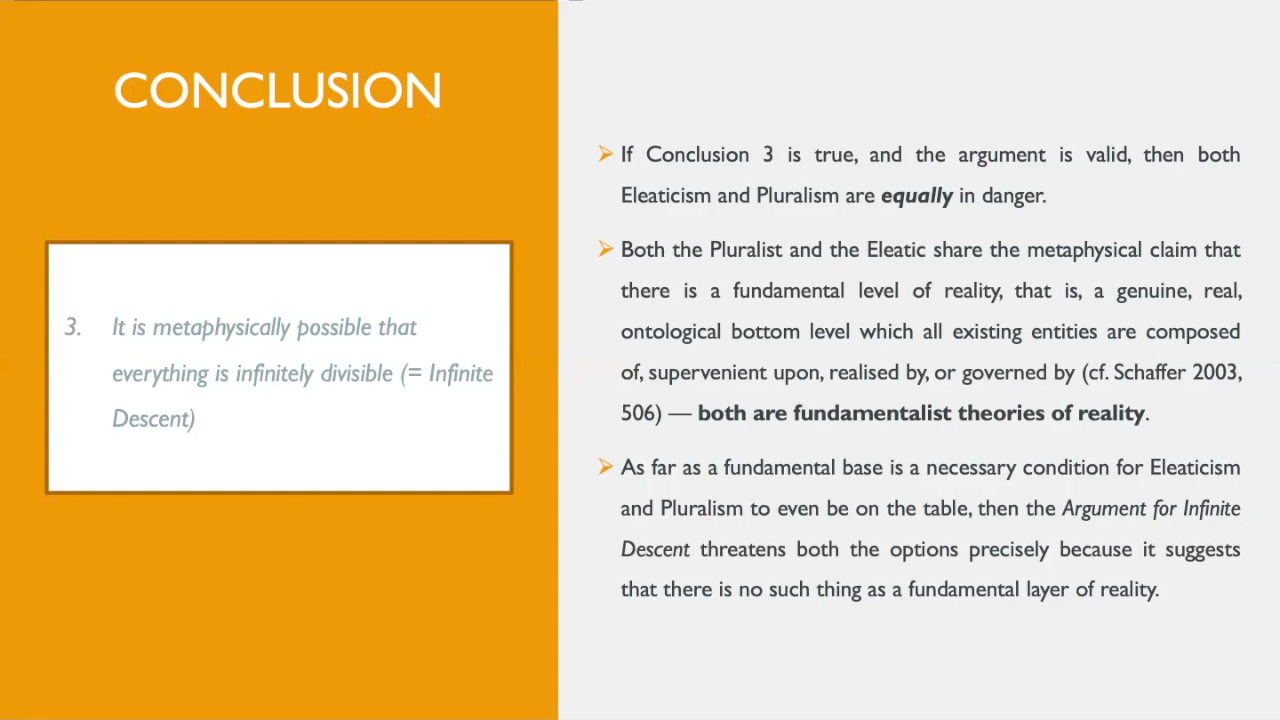 CONCLUSION
3. It is metaphysically possible that
everything is infinitely divisible (= Infinite
Descent)
If Conclusion 3 is true, and the argument is valid, then both
Eleaticism and Pluralism are equally in danger.
Both the Pluralist and the Eleatic share the metaphysical claim that
there is a fundamental level of reality, that is, a genuine, real,
ontological bottom level which all existing entities are composed
of, supervenient upon, realised by, or governed by (cf. Schaffer 2003,
506) — both are fundamentalist theories of reality.
As far as a fundamental base is a necessary condition for Eleaticism
and Pluralism to even be on the table, then the Argument for Infinite
Descent threatens both the options precisely because it suggests
that there is no such thing as a fundamental layer of reality.